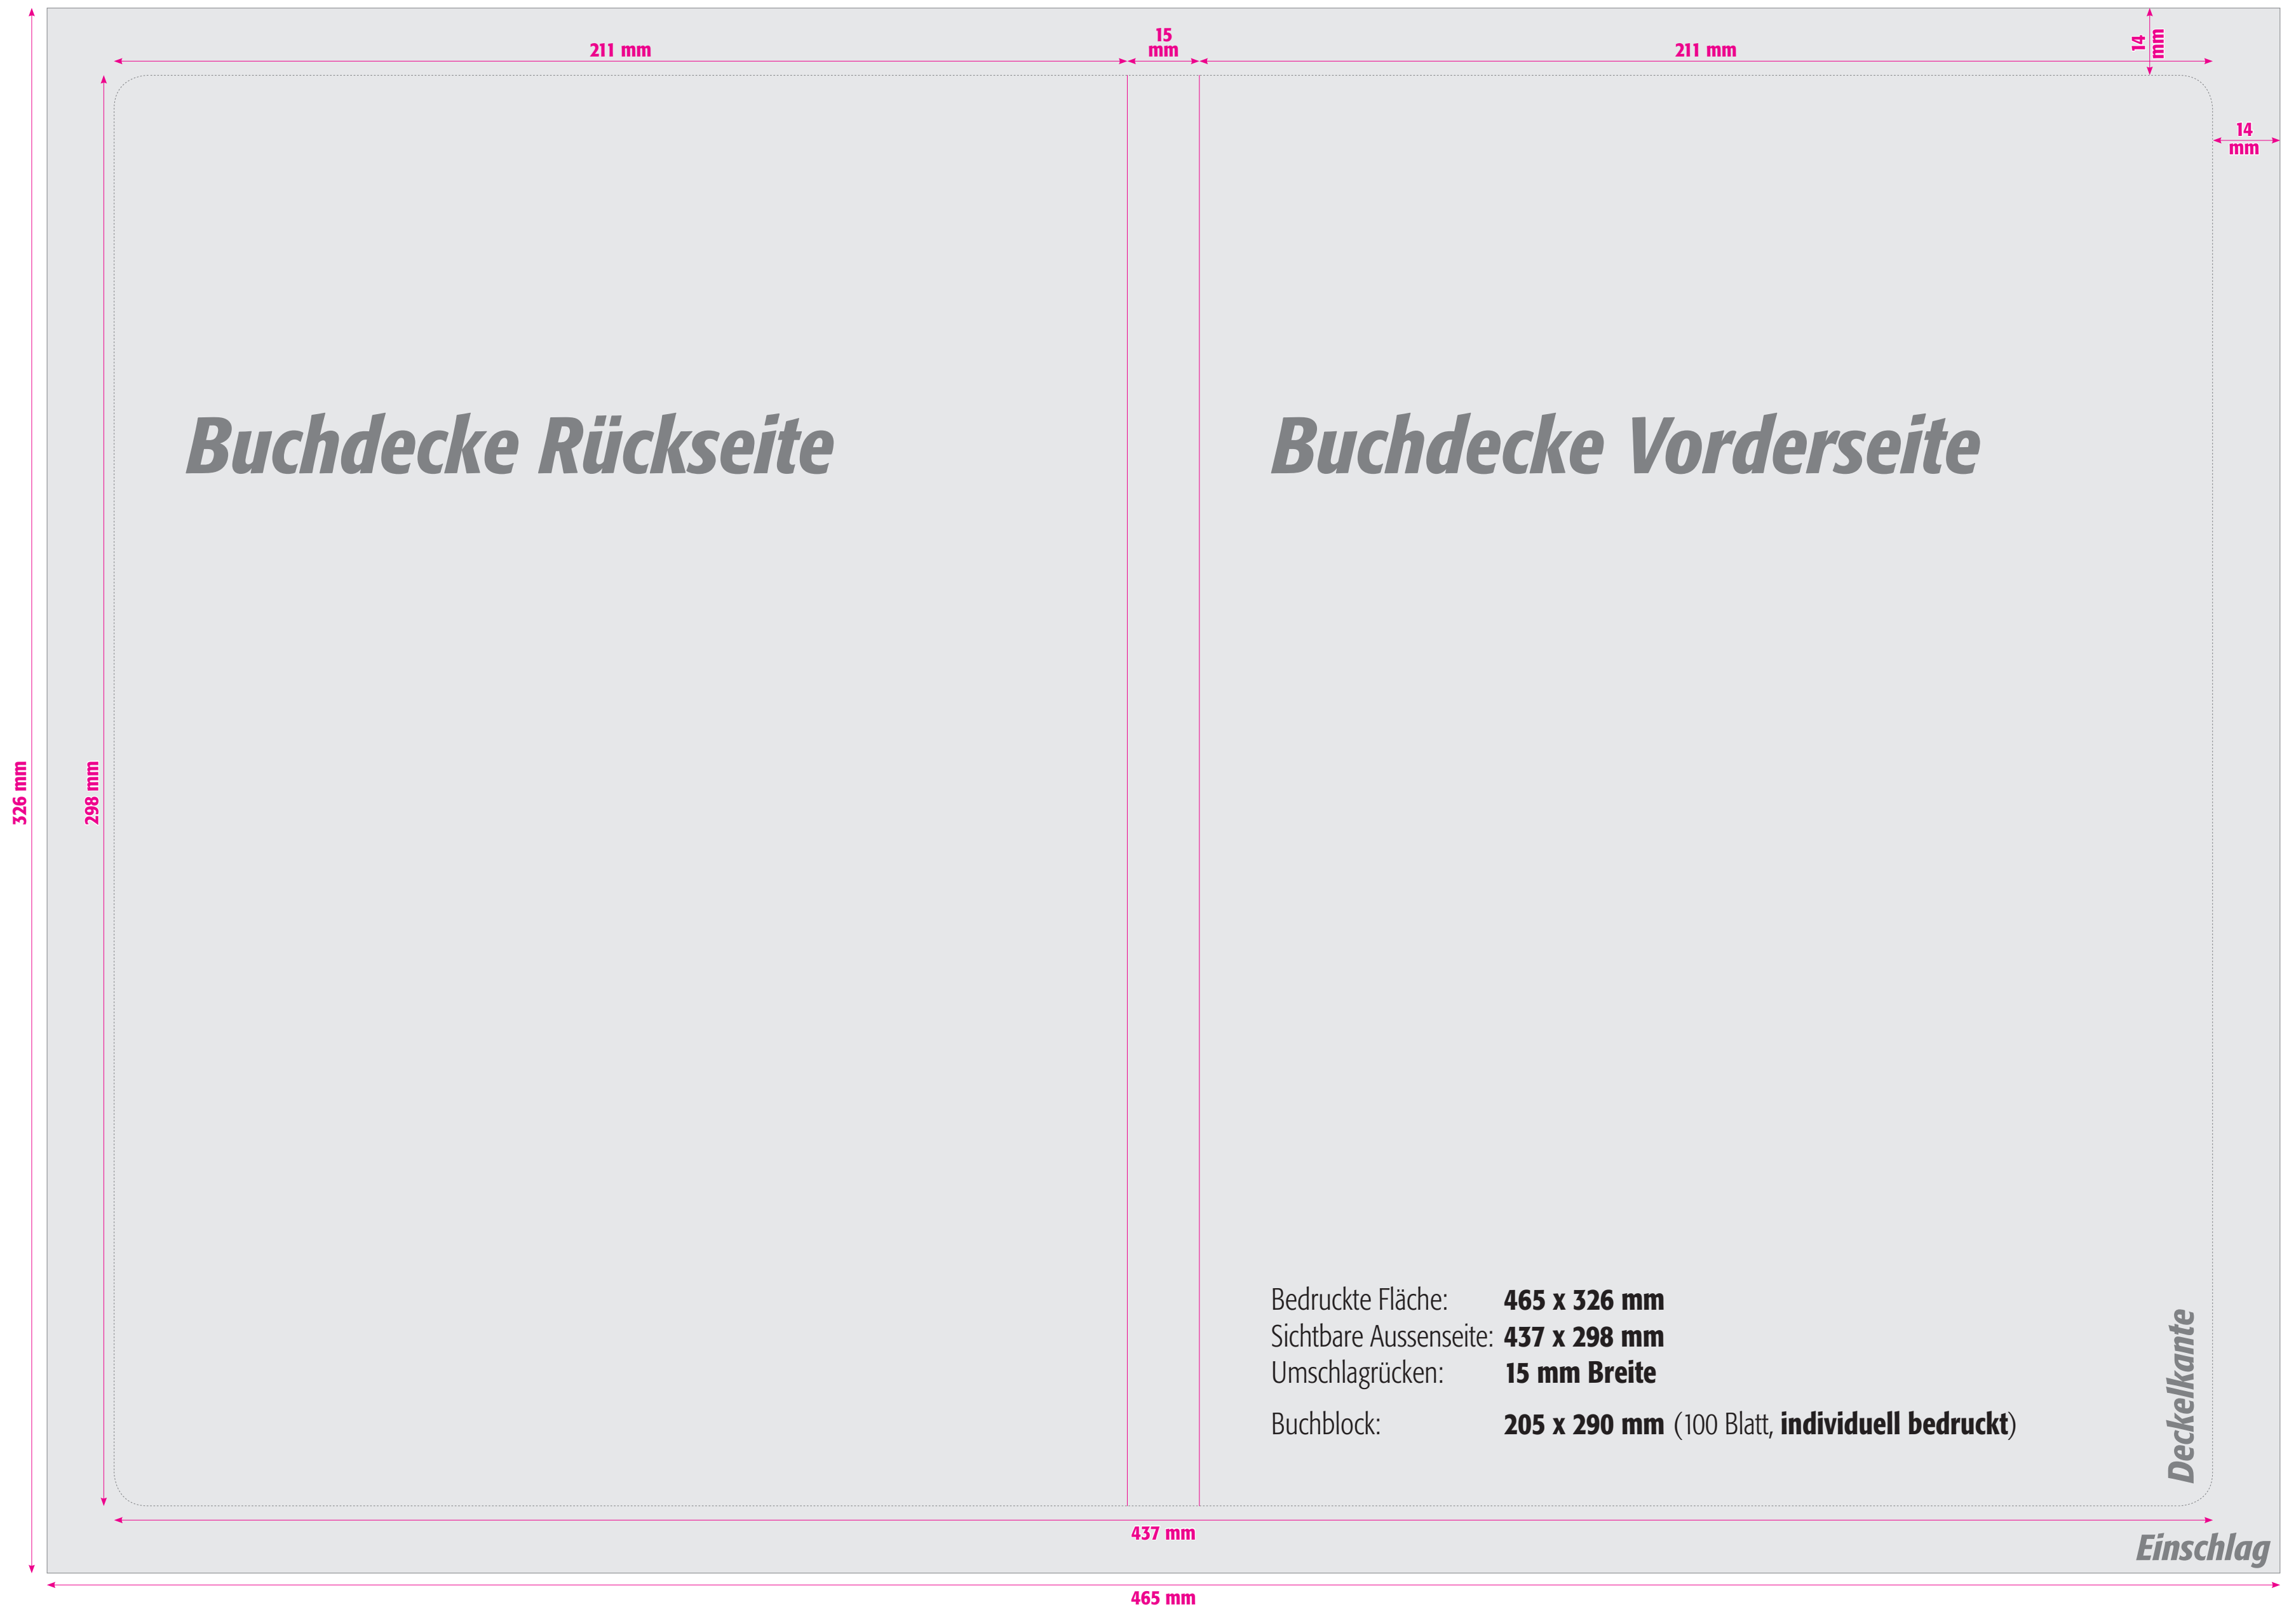 15
mm
211 mm
211 mm
14
mm
14
mm
Buchdecke Rückseite
Buchdecke Vorderseite
326 mm
298 mm
Bedruckte Fläche: 465 x 326 mm
Sichtbare Aussenseite: 437 x 298 mm
Umschlagrücken: 15 mm Breite
Buchblock: 205 x 290 mm (100 Blatt, individuell bedruckt)
Deckelkante
437 mm
Einschlag
465 mm